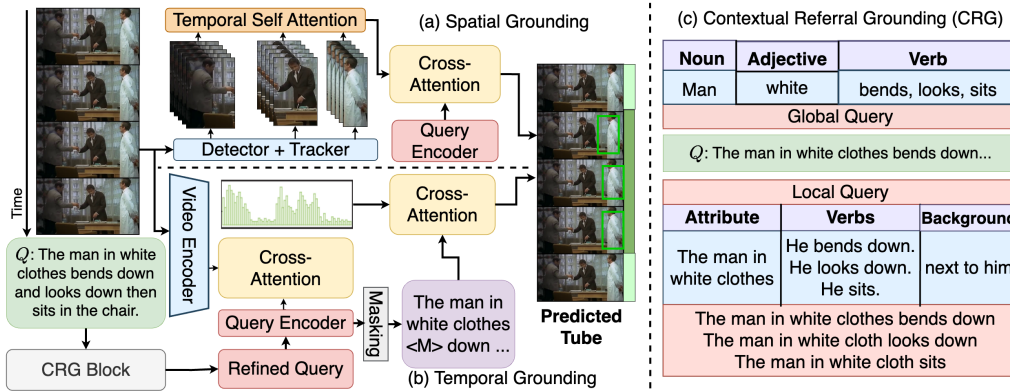 Temporal Self Attention
(a) Spatial Grounding
Cross-
Attention
Query
Encoder
Detector + Tracker
Time
Video Encoder
Cross-
Attention
Q: The man in white
clothes bends down
and looks down then
sits in the chair.
Cross-
Attention
Query Encoder
Masking
The man in
white clothes
<M> down ...
CRG Block
Refined Query
(b) Temporal Grounding
Predicted
Tube
(c) Contextual Referral Grounding (CRG)
Noun Adjective Verb
Man white bends, looks, sits
Global Query
Q: The man in white clothes bends down...
Local Query
Attribute Verbs Background
The man in
white clothes
He bends down.
He looks down.
He sits.
next to him
The man in white clothes bends down
The man in white cloth looks down
The man in white cloth sits